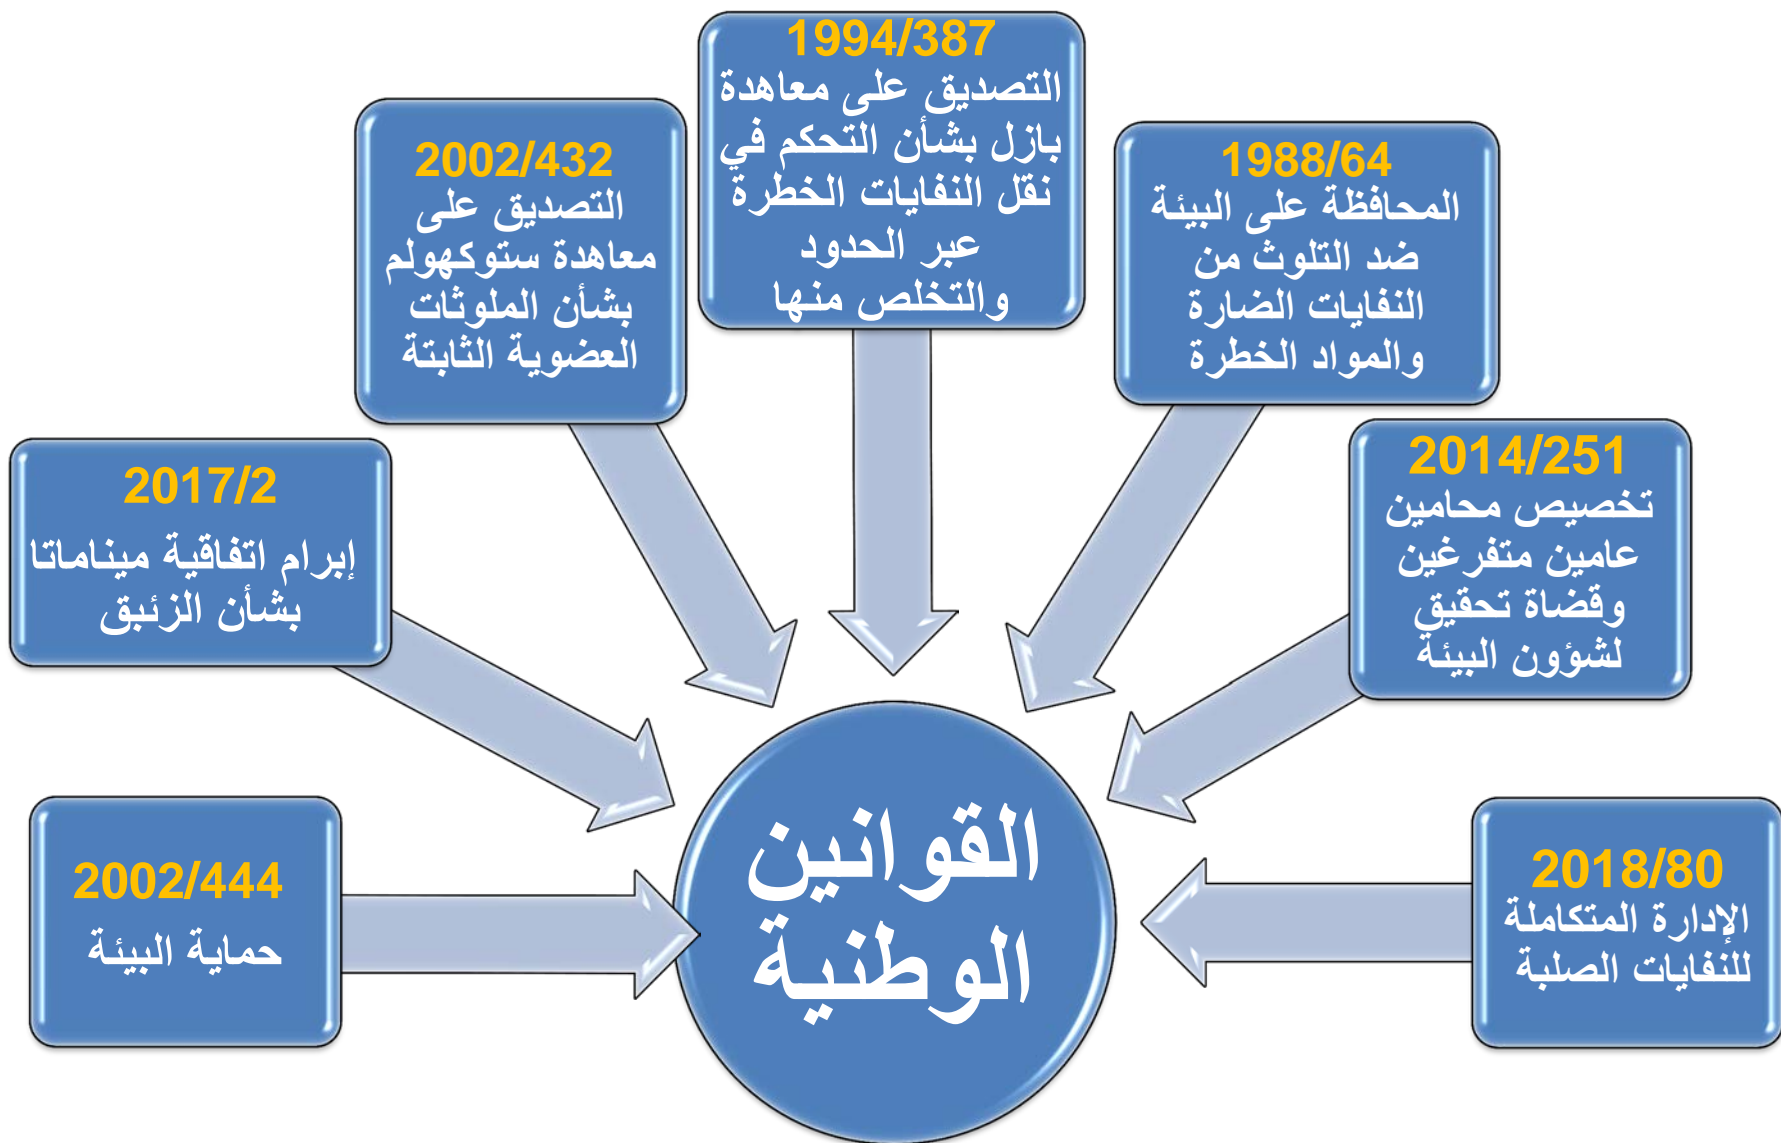 1994/387
التصديق على معاهدة
بازل بشأن التحكم في
نقل النفايات الخطرة
عبر الحدود
والتخلص منها
1988/64
المحافظة على البيئة
ضد التلوث من
النفايات الضارة
والمواد الخطرة
2002/432
التصديق على
معاهدة ستوكهولم
بشأن الملوثات
العضوية الثابتة
2014/251
تخصيص محامين
عامين متفرغين
وقضاة تحقيق
لشؤون البيئة
2017/2
إبرام اتفاقية ميناماتا
بشأن الزئبق
2018/80
الإدارة المتكاملة
للنفايات الصلبة
2002/444
حماية البيئة
القوانين
الوطنية